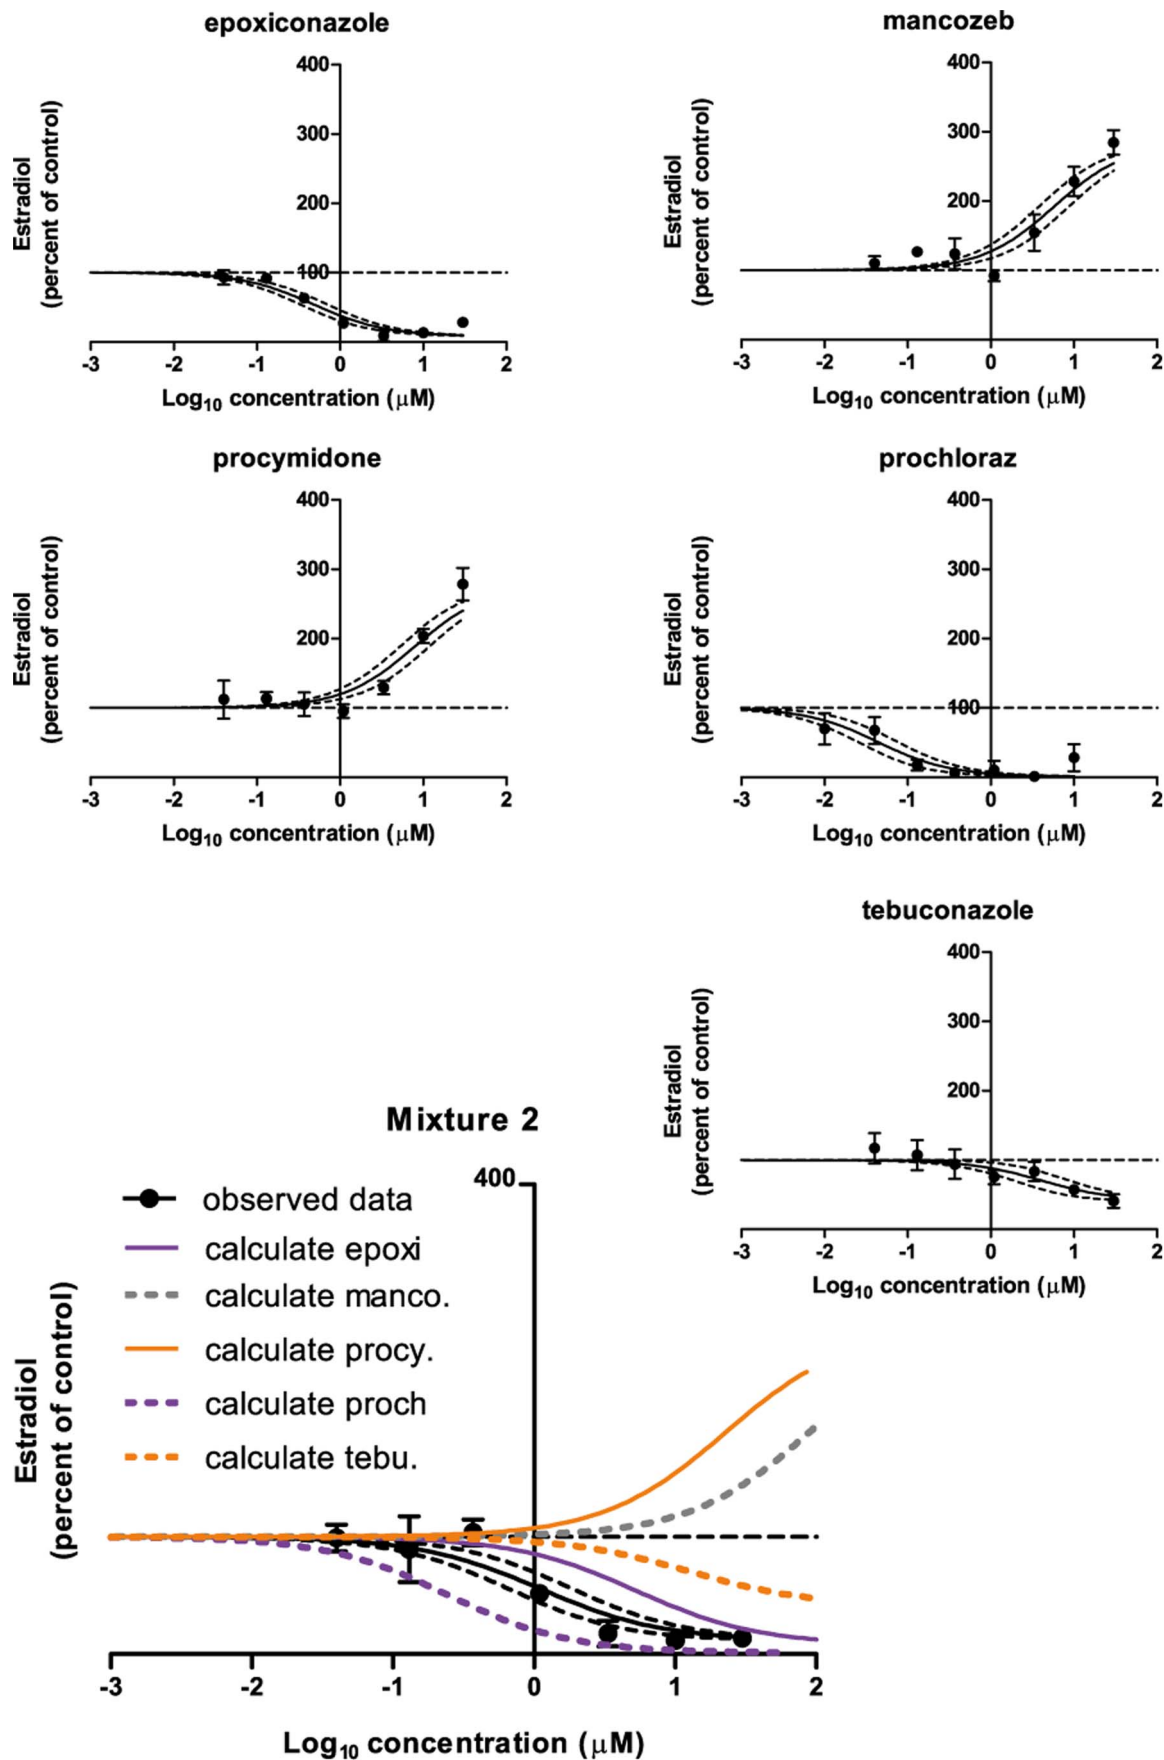 epoxiconazole
400
300
200
100
Estradiol
(percent of control)
-3 -2 -1 0 1 2
Log10 concentration (μM)
mancozeb
400
300
200
Estradiol
(percent of control)
-3 -2 -1 0 1 2
Log10 concentration (μM)
procymidone
400
300
200
Estradiol
(percent of control)
-3 -2 -1 0 1 2
Log10 concentration (μM)
prochloraz
400
300
200
100
Estradiol
(percent of control)
-3 -2 -1 0 1 2
Log10 concentration (μM)
tebuconazole
400
300
200
Estradiol
(percent of control)
-3 -2 -1 0 1 2
Log10 concentration (μM)
Mixture 2
400
observed data
calculate epoxi
calculate manco.
calculate procy.
calculate proch
calculate tebu.
Estradiol
(percent of control)
-3 -2 -1 0 1 2
Log10 concentration (μM)